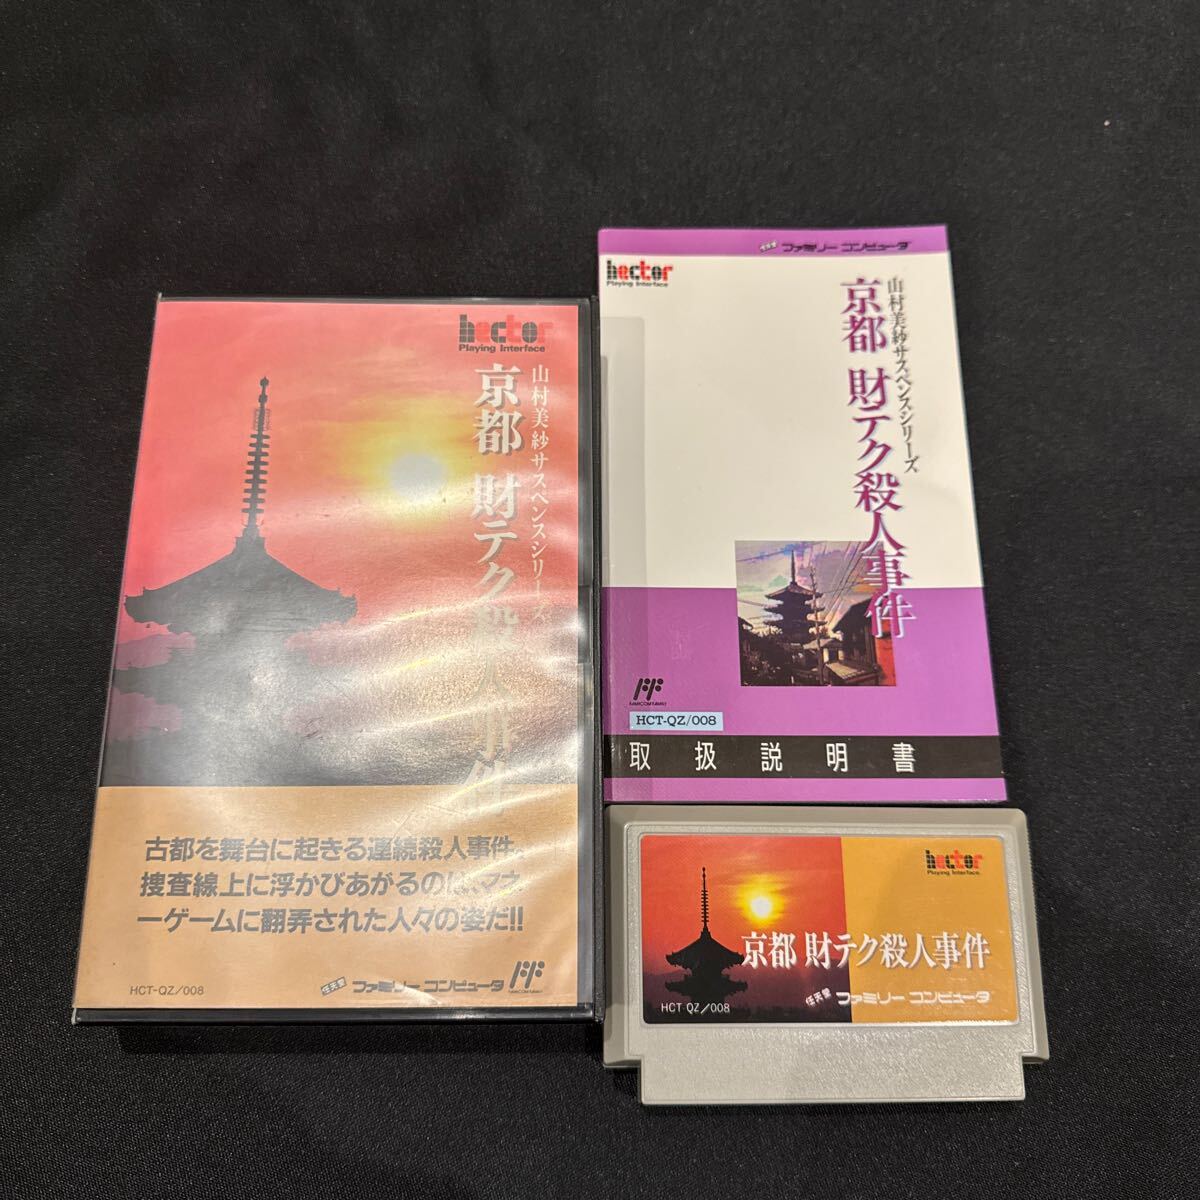 hector
Playing Interface
山村美紗サスペンスシリーズ
京都 財テク殺人事件
古都を舞台に起きる連続殺人事件。
捜査線上に浮かびあがるのは、マネ
ーゲームに翻弄された人々の姿だ!!
HCT-QZ/008
任天堂 ファミリー コンピュータ
FAMICOM FAMILY
任天堂 ファミリー コンピュータ
hector
Playing Interface
山村美紗サスペンスシリーズ
京都 財テク殺人事件
FAMICOM FAMILY
HCT-QZ/008
取扱説明書
hector
Playing Interface
京都 財テク殺人事件
任天堂 ファミリー コンピュータ
HCT-QZ/008